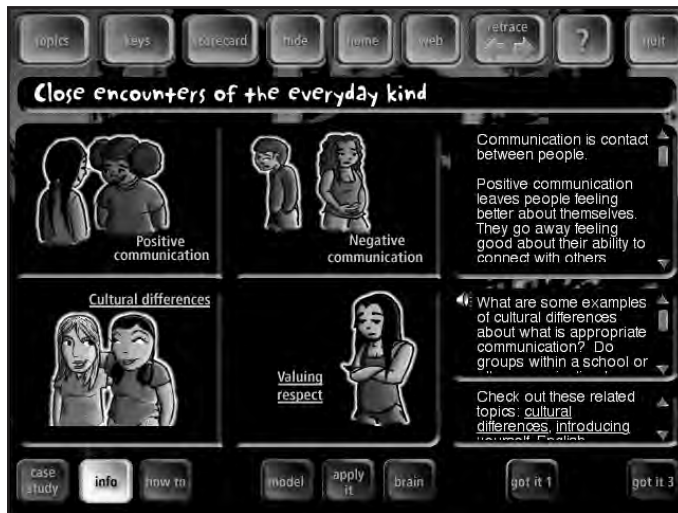 topics
keys
scorecard
hide
home
web
retrace
?
quit
Close encounters of the everyday kind
Positive
communication
Negative
communication
Cultural differences
Valuing
respect
Communication is contact
between people.
Positive communication
leaves people feeling
better about themselves.
They go away feeling
good about their ability to
connect with others
What are some examples
of cultural differences
about what is appropriate
communication? Do
groups within a school or
Check out these related
topics: cultural
differences, introducing
yourself, English
case
study
info
how to
model
apply
it
brain
got it 1
got it 3